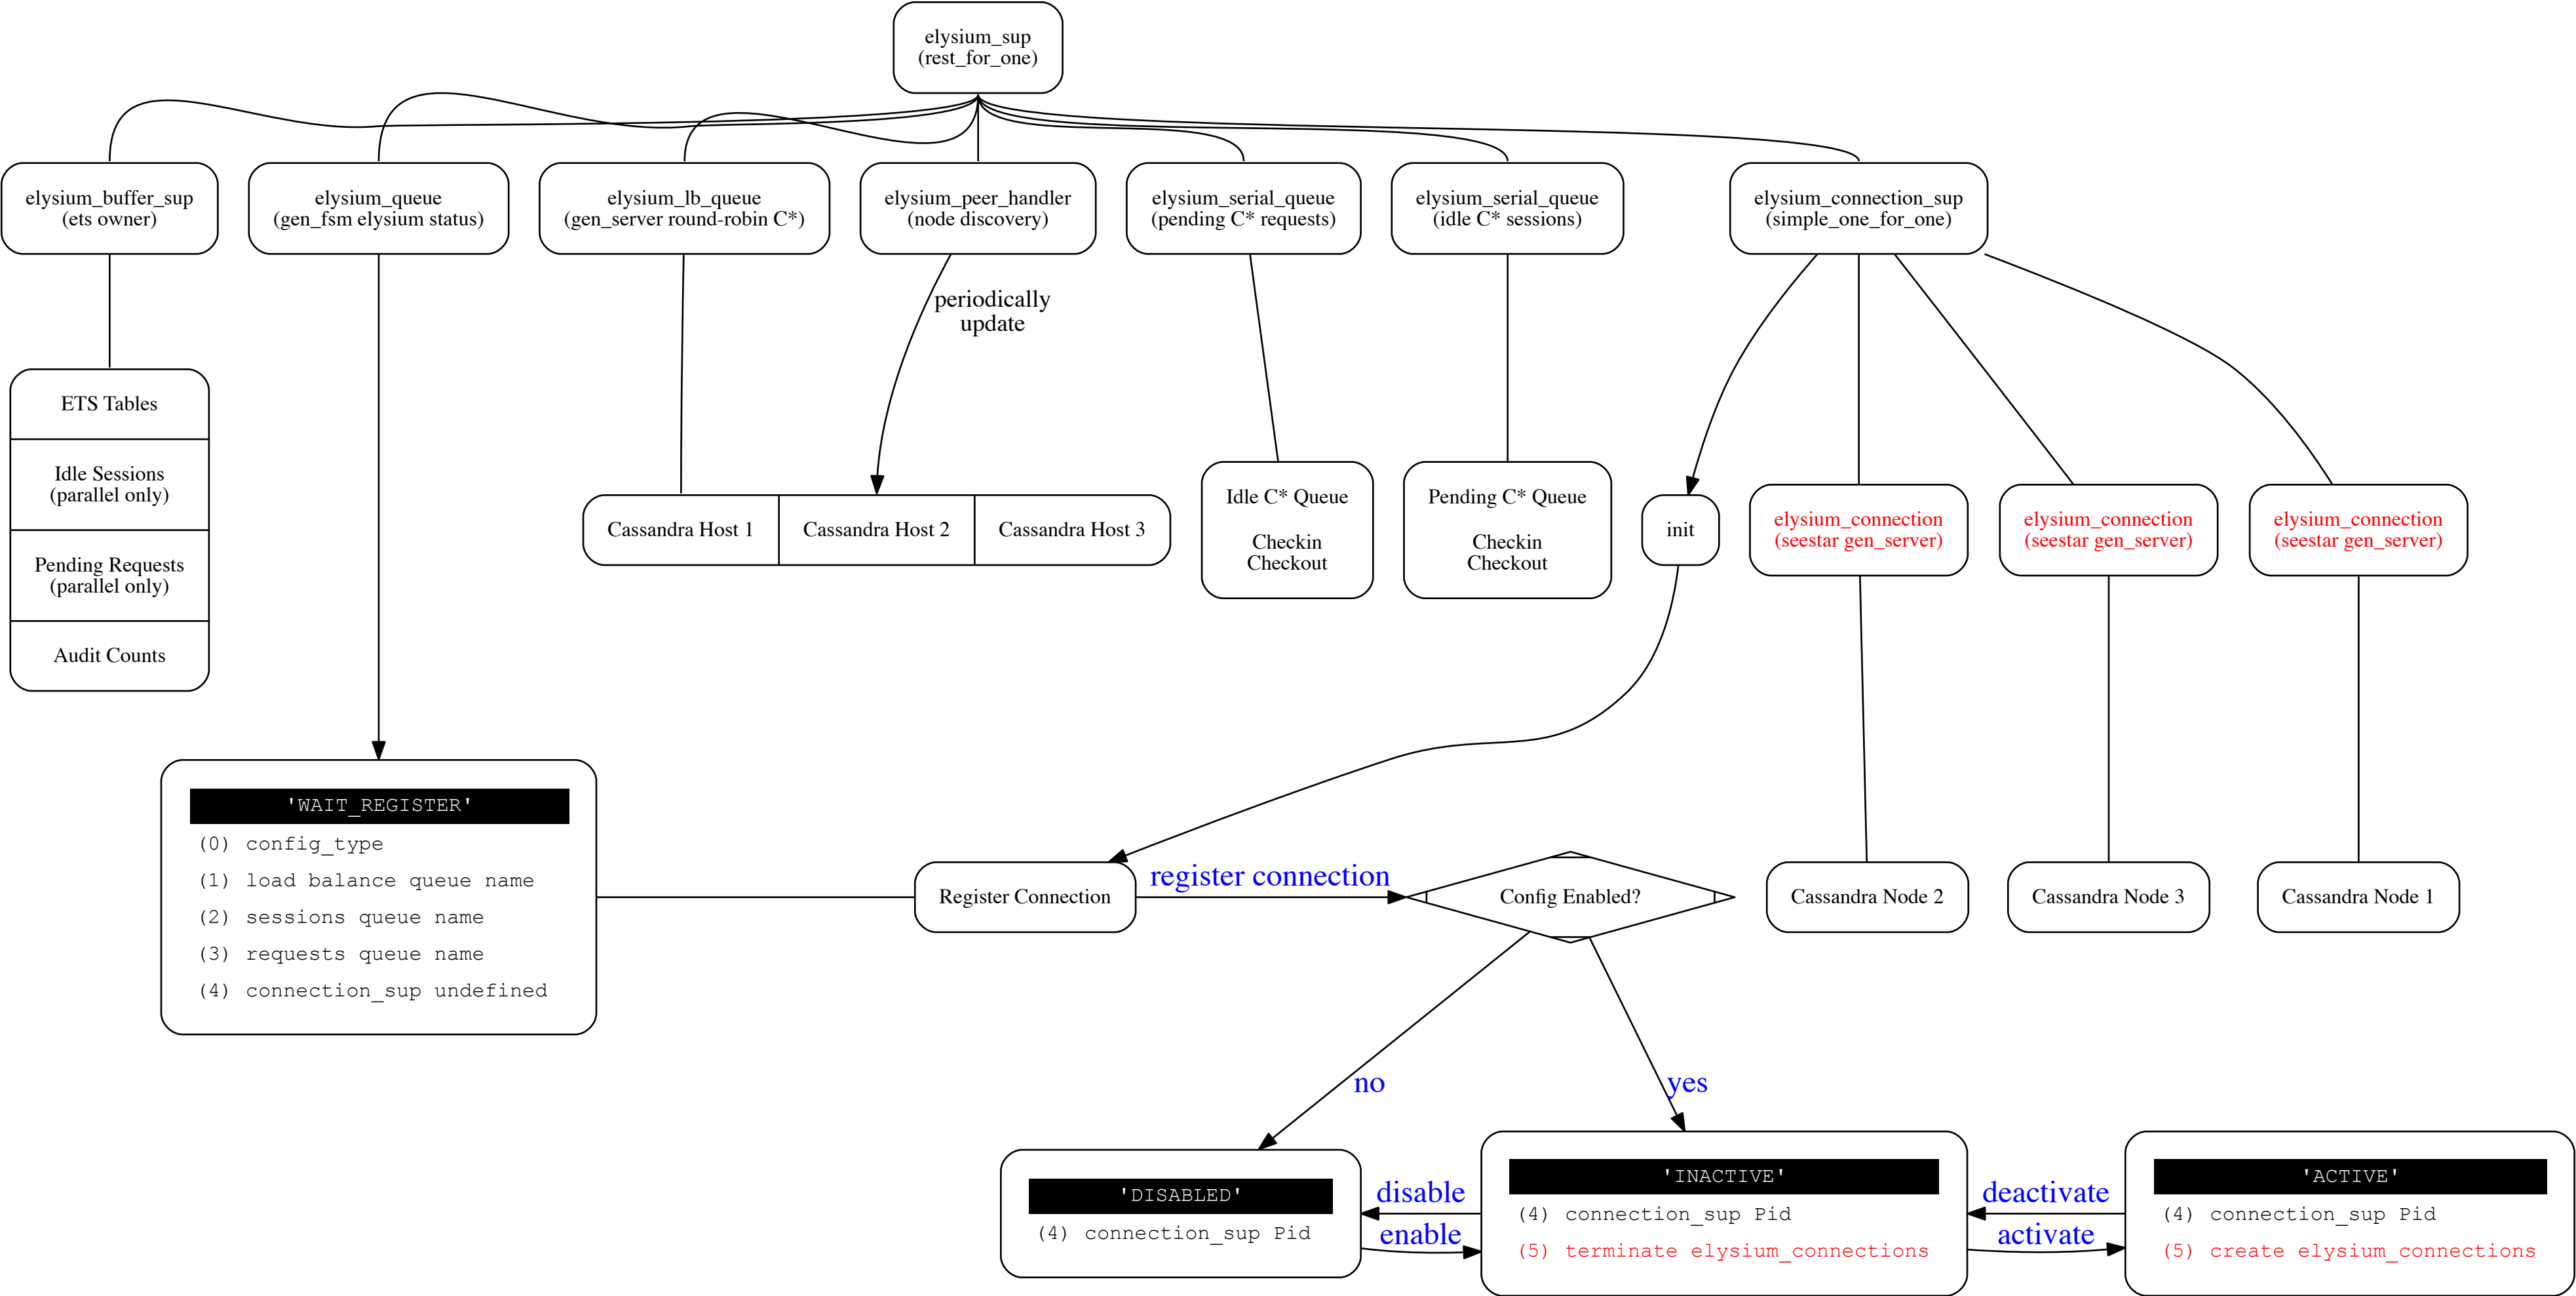 elysium_sup
(rest_for_one)
elysium_buffer_sup
(ets owner)
elysium_queue
(gen_fsm elysium status)
elysium_lb_queue
(gen_server round-robin C*)
elysium_peer_handler
(node discovery)
elysium_serial_queue
(pending C* requests)
elysium_serial_queue
(idle C* sessions)
elysium_connection_sup
(simple_one_for_one)
periodically
update
ETS Tables
Idle Sessions
(parallel only)
Pending Requests
(parallel only)
Audit Counts
Cassandra Host 1
Cassandra Host 2
Cassandra Host 3
Idle C* Queue
Checkin
Checkout
Pending C* Queue
Checkin
Checkout
init
elysium_connection
(seestar gen_server)
elysium_connection
(seestar gen_server)
elysium_connection
(seestar gen_server)
'WAIT_REGISTER'
(0) config_type
(1) load balance queue name
(2) sessions queue name
(3) requests queue name
(4) connection_sup undefined
Register Connection
register connection
Config Enabled?
Cassandra Node 2
Cassandra Node 3
Cassandra Node 1
no
yes
'DISABLED'
(4) connection_sup Pid
disable
enable
'INACTIVE'
(4) connection_sup Pid
(5) terminate elysium_connections
deactivate
activate
'ACTIVE'
(4) connection_sup Pid
(5) create elysium_connections